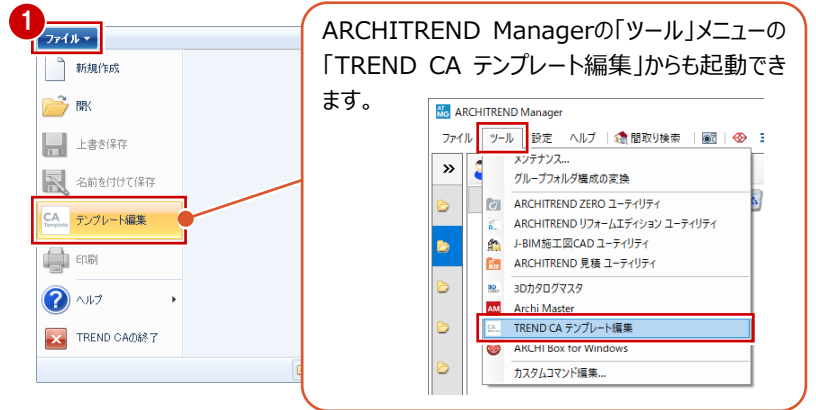 1
ファイル
新規作成
開く
上書き保存
名前を付けて保存
CA
Template
テンプレート編集
印刷
ヘルプ
TREND CAの終了
ARCHITREND Managerの「ツール」メニューの
「TREND CA テンプレート編集」からも起動でき
ます。
AT
MG
ARCHITREND Manager
ファイル ツール 設定 ヘルプ 間取り検索
メンテナンス...
グループフォルダ構成の変換
ARCHITREND ZERO ユーティリティ
ARCHITREND リフォームエディション ユーティリティ
J-BIM施工図CAD ユーティリティ
ARCHITREND 見積 ユーティリティ
3Dカタログマスタ
AM Archi Master
TREND CA テンプレート編集
ARCHI Box for Windows
カスタムコマンド編集...